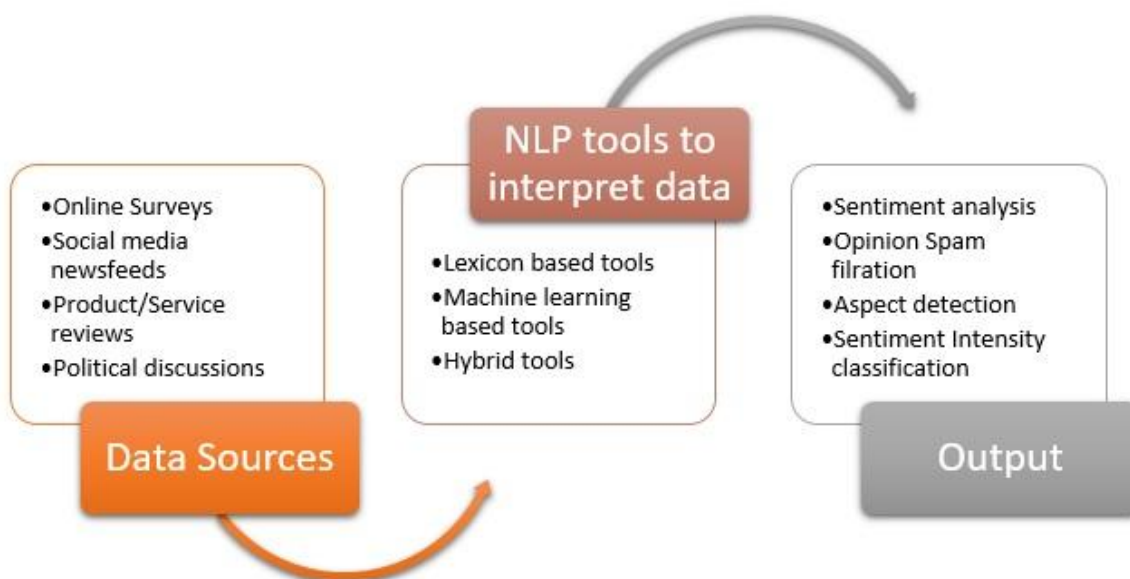 •Online Surveys
•Social media
newsfeeds
•Product/Service
reviews
•Political discussions
Data Sources
NLP tools to
interpret data
•Lexicon based tools
•Machine learning
based tools
•Hybrid tools
•Sentiment analysis
•Opinion Spam
filration
•Aspect detection
•Sentiment Intensity
classification
Output